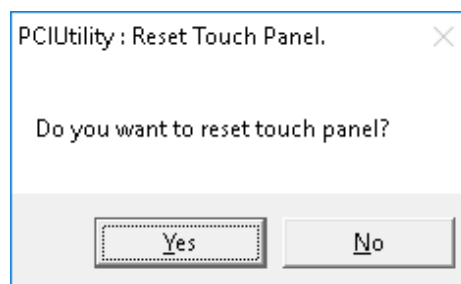 PCIUtility : Reset Touch Panel.
Do you want to reset touch panel?
Yes
No